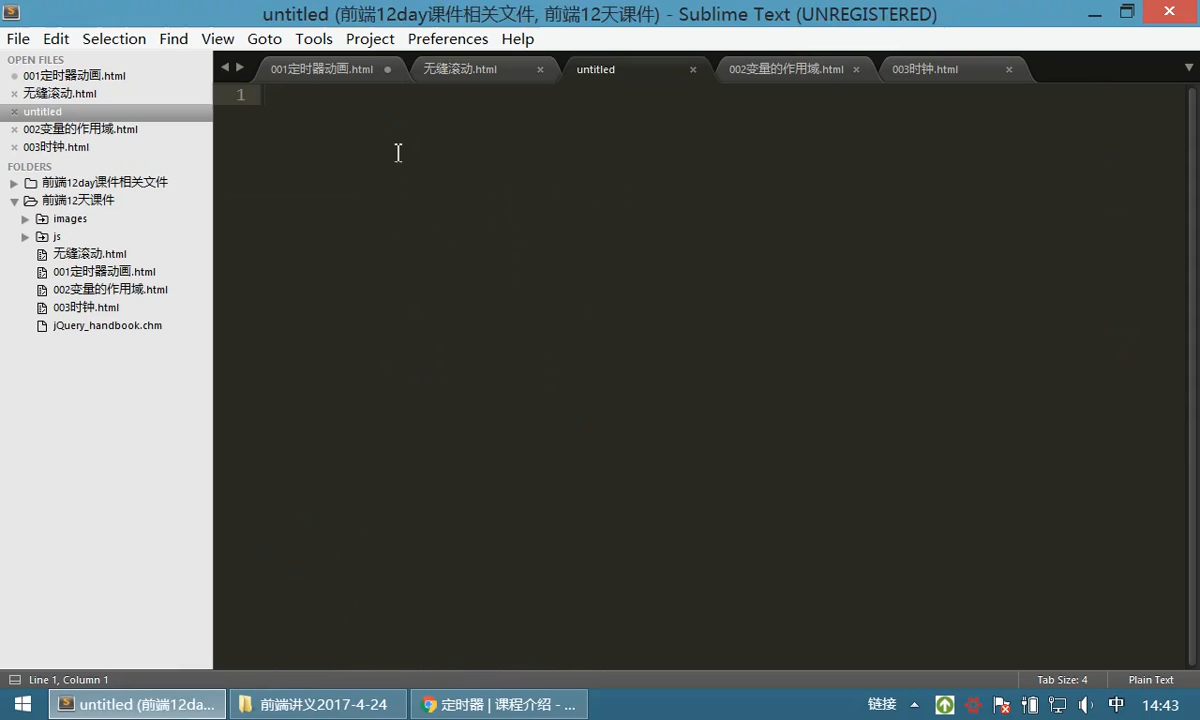 untitled (前端12day课件相关文件, 前端12天课件) - Sublime Text (UNREGISTERED)
File Edit Selection Find View Goto Tools Project Preferences Help
OPEN FILES
001定时器动画.html
无缝滚动.html
untitled
002变量的作用域.html
003时钟.html
FOLDERS
前端12day课件相关文件
前端12天课件
images
js
无缝滚动.html
001定时器动画.html
002变量的作用域.html
003时钟.html
jQuery_handbook.chm
001定时器动画.html 无缝滚动.html untitled 002变量的作用域.html 003时钟.html
1
Line 1, Column 1 Tab Size: 4 Plain Text
untitled (前端12da... 前端讲义2017-4-24 定时器 | 课程介绍 - ... 链接 中 14:43